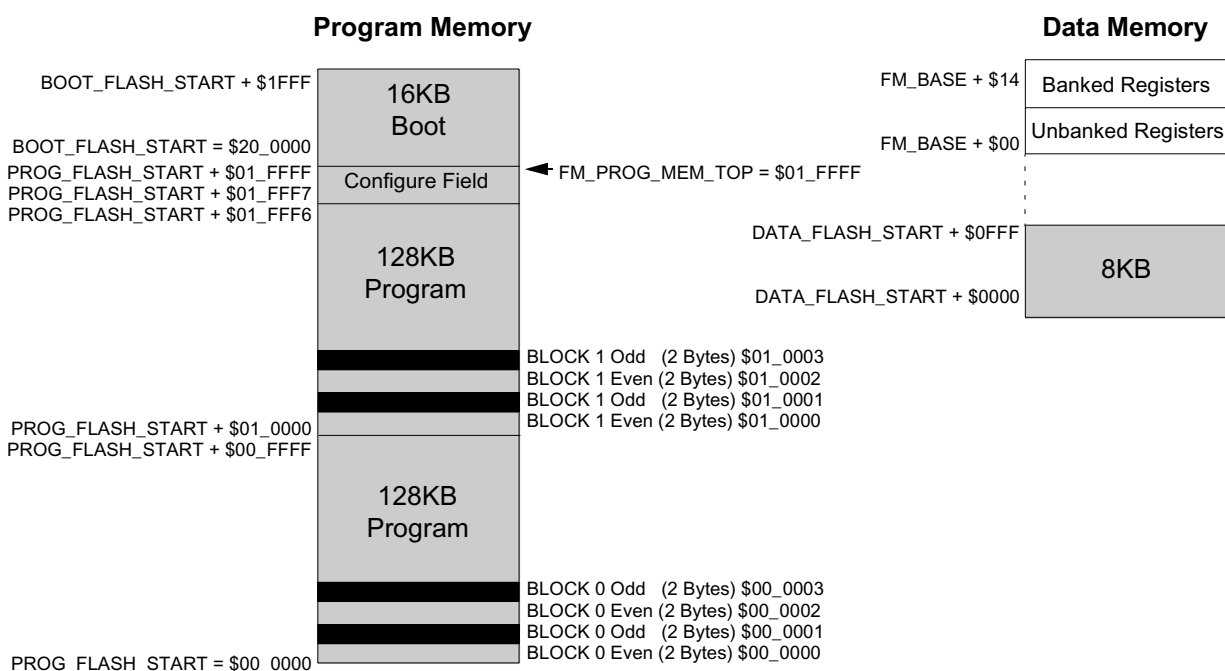 Program Memory
Data Memory
BOOT_FLASH_START + $1FFF
16KB
Boot
BOOT_FLASH_START = $20_0000
PROG_FLASH_START + $01_FFFF
PROG_FLASH_START + $01_FFF7
PROG_FLASH_START + $01_FFF6
Configure Field
FM_PROG_MEM_TOP = $01_FFFF
128KB
Program
BLOCK 1 Odd (2 Bytes) $01_0003
BLOCK 1 Even (2 Bytes) $01_0002
BLOCK 1 Odd (2 Bytes) $01_0001
BLOCK 1 Even (2 Bytes) $01_0000
PROG_FLASH_START + $01_0000
PROG_FLASH_START + $00_FFFF
128KB
Program
BLOCK 0 Odd (2 Bytes) $00_0003
BLOCK 0 Even (2 Bytes) $00_0002
BLOCK 0 Odd (2 Bytes) $00_0001
BLOCK 0 Even (2 Bytes) $00_0000
PROG_FLASH_START = $00_0000
FM_BASE + $14
Banked Registers
Unbanked Registers
FM_BASE + $00
DATA_FLASH_START + $0FFF
8KB
DATA_FLASH_START + $0000